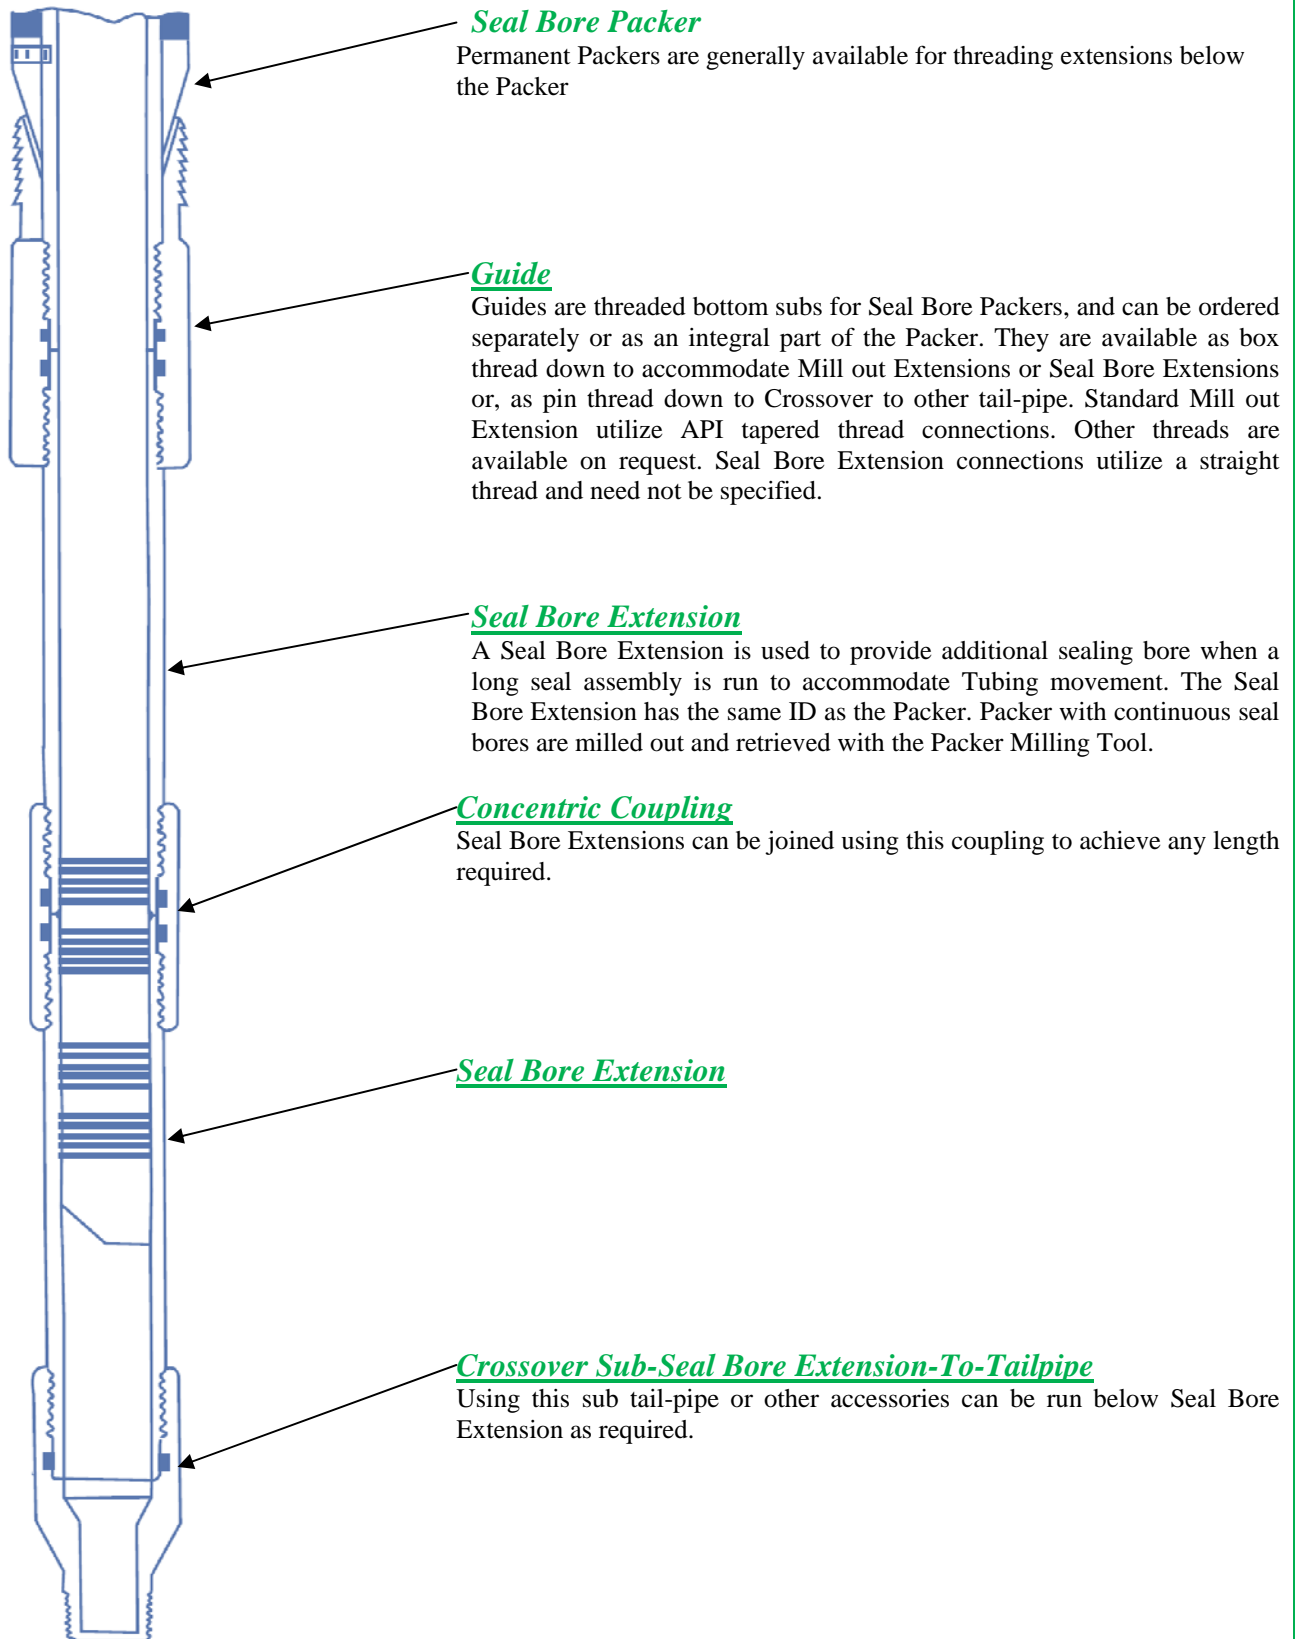 Seal Bore Packer
Permanent Packers are generally available for threading extensions below
the Packer
Guide
Guides are threaded bottom subs for Seal Bore Packers, and can be ordered
separately or as an integral part of the Packer. They are available as box
thread down to accommodate Mill out Extensions or Seal Bore Extensions
or, as pin thread down to Crossover to other tail-pipe. Standard Mill out
Extension utilize API tapered thread connections. Other threads are
available on request. Seal Bore Extension connections utilize a straight
thread and need not be specified.
Seal Bore Extension
A Seal Bore Extension is used to provide additional sealing bore when a
long seal assembly is run to accommodate Tubing movement. The Seal
Bore Extension has the same ID as the Packer. Packer with continuous seal
bores are milled out and retrieved with the Packer Milling Tool.
Concentric Coupling
Seal Bore Extensions can be joined using this coupling to achieve any length
required.
Seal Bore Extension
Crossover Sub-Seal Bore Extension-To-Tailpipe
Using this sub tail-pipe or other accessories can be run below Seal Bore
Extension as required.